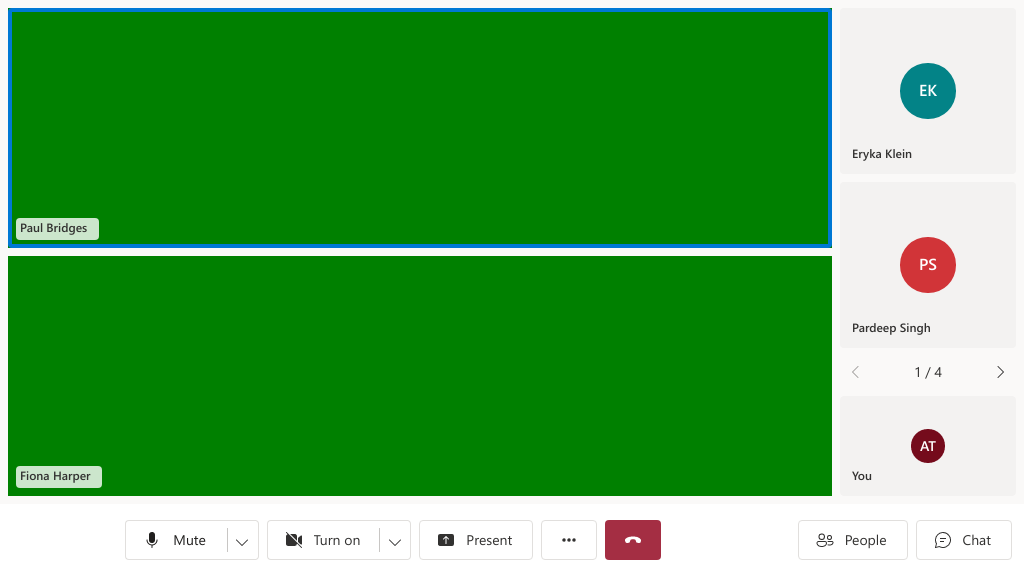 Paul Bridges
Fiona Harper
EK
Eryka Klein
PS
Pardeep Singh
1 / 4
AT
You
Mute
Turn on
Present
People
Chat